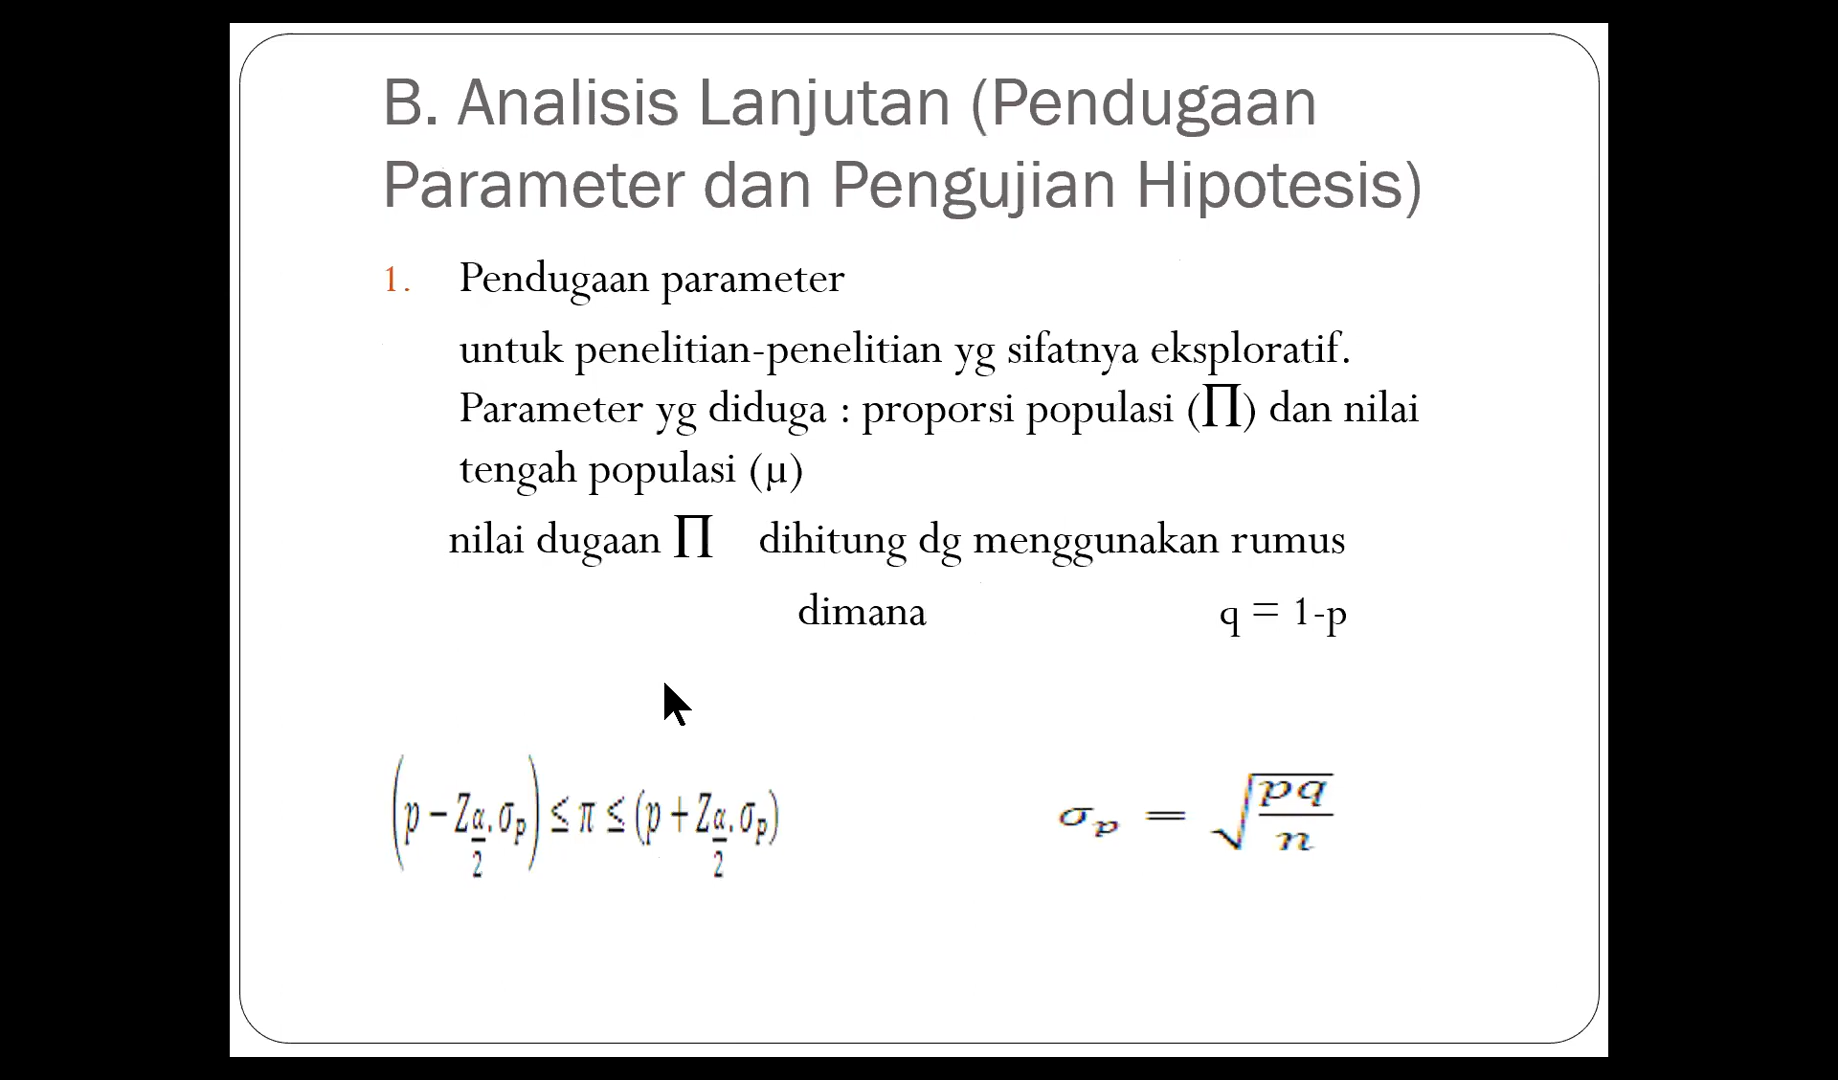 B. Analisis Lanjutan (Pendugaan
Parameter dan Pengujian Hipotesis)
1. Pendugaan parameter
untuk penelitian-penelitian yg sifatnya eksploratif.
Parameter yg diduga : proporsi populasi (∏) dan nilai
tengah populasi (µ)
nilai dugaan ∏ dihitung dg menggunakan rumus
dimana q = 1-p
(p − Zα/2.σp) ≤ π ≤ (p + Zα/2.σp) σp = √(pq/n)